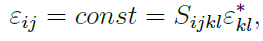 ε_{ij} = const = S_{ijkl}ε^{*}_{kl},